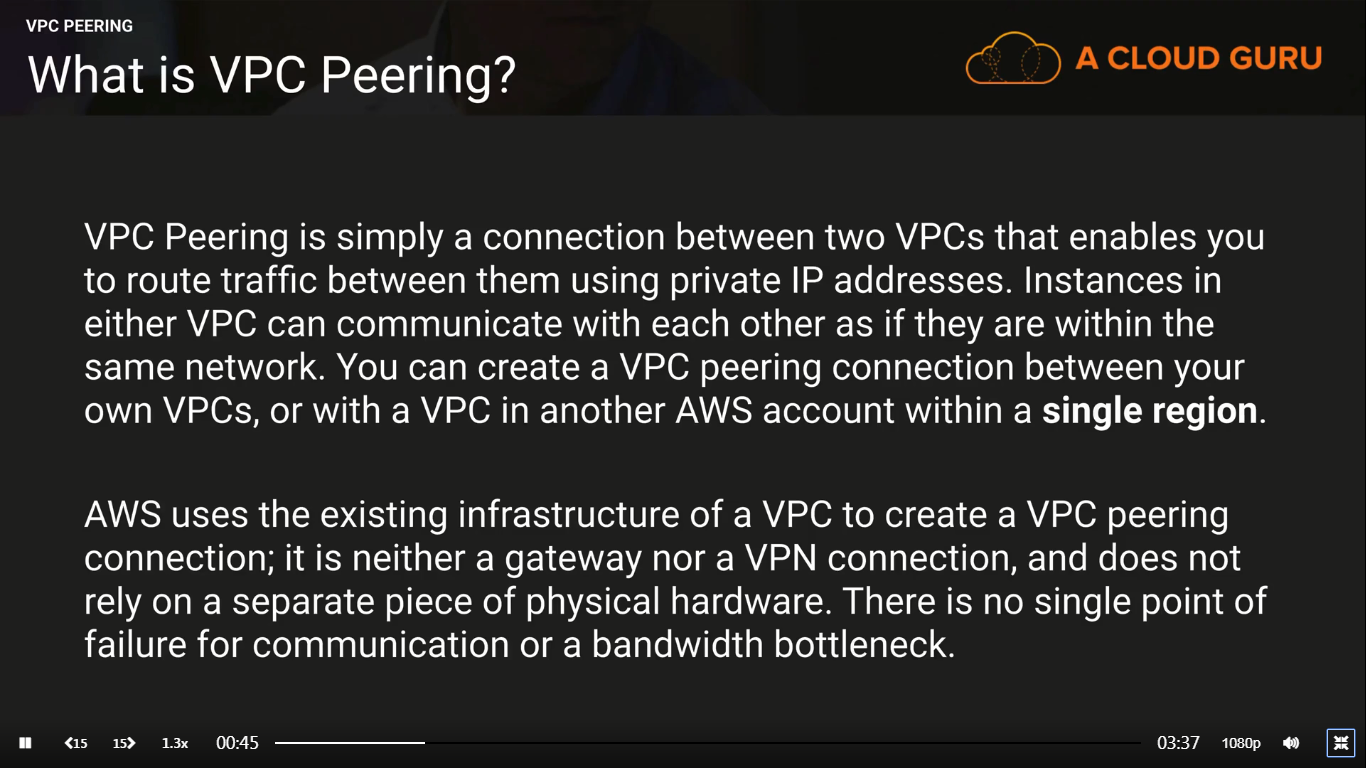 VPC PEERING
What is VPC Peering?
A CLOUD GURU
VPC Peering is simply a connection between two VPCs that enables you
to route traffic between them using private IP addresses. Instances in
either VPC can communicate with each other as if they are within the
same network. You can create a VPC peering connection between your
own VPCs, or with a VPC in another AWS account within a single region.
AWS uses the existing infrastructure of a VPC to create a VPC peering
connection; it is neither a gateway nor a VPN connection, and does not
rely on a separate piece of physical hardware. There is no single point of
failure for communication or a bandwidth bottleneck.
15 15 1.3x 00:45 03:37 1080p